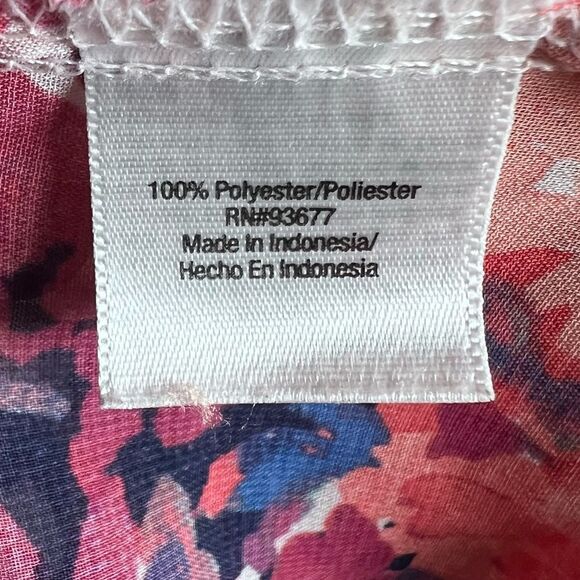 100% Polyester/Poliester
RN#93677
Made In Indonesia/
Hecho En Indonesia